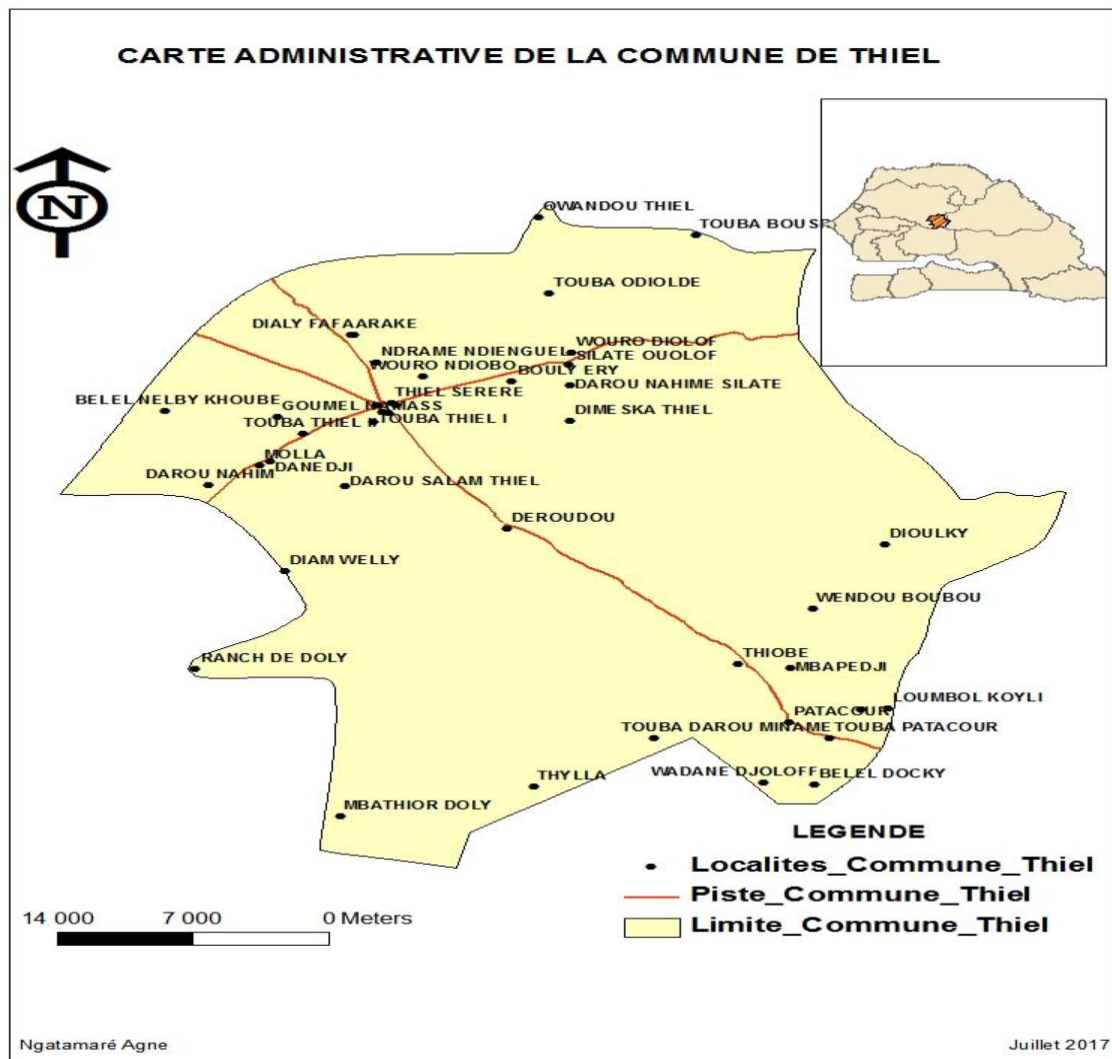 CARTE ADMINISTRATIVE DE LA COMMUNE DE THIEL
N
OWANDOU THIEL
TOUBA BOUSR
TOUBA ODIOLDE
DIALY FAFAARAKE
WOURO DIOLOF
NDRAME NDIENGUEL
SILATE OUOLOF
WOURO NDIOBO
BOULY ERY
DAROU NAHIME SILATE
THIEL SERERE
BELEL NELBY KHOUBE
GOUMEL
DIMESKA THIEL
TOUBA THIEL II
TOUBA THIEL I
MOLLA
DANEDJI
DAROU NAHIM
DAROU SALAM THIEL
DEROUDOU
DIOULKY
DIAM WELLY
WENDOU BOUBOU
RANCH DE DOLY
THIOBE
MBAPEDJI
LOUMBOL KOYLI
PATACOUR
TOUBA DAROU MINAME
TOUBA PATACOUR
WADANE DJOLOFF
BELEL DOCKY
THYLLA
MBATHIOR DOLY
LEGENDE
Localites_Commune_Thiel
Piste_Commune_Thiel
Limite_Commune_Thiel
14 000 7 000 0 Meters
Ngatamaré Agne
Juillet 2017